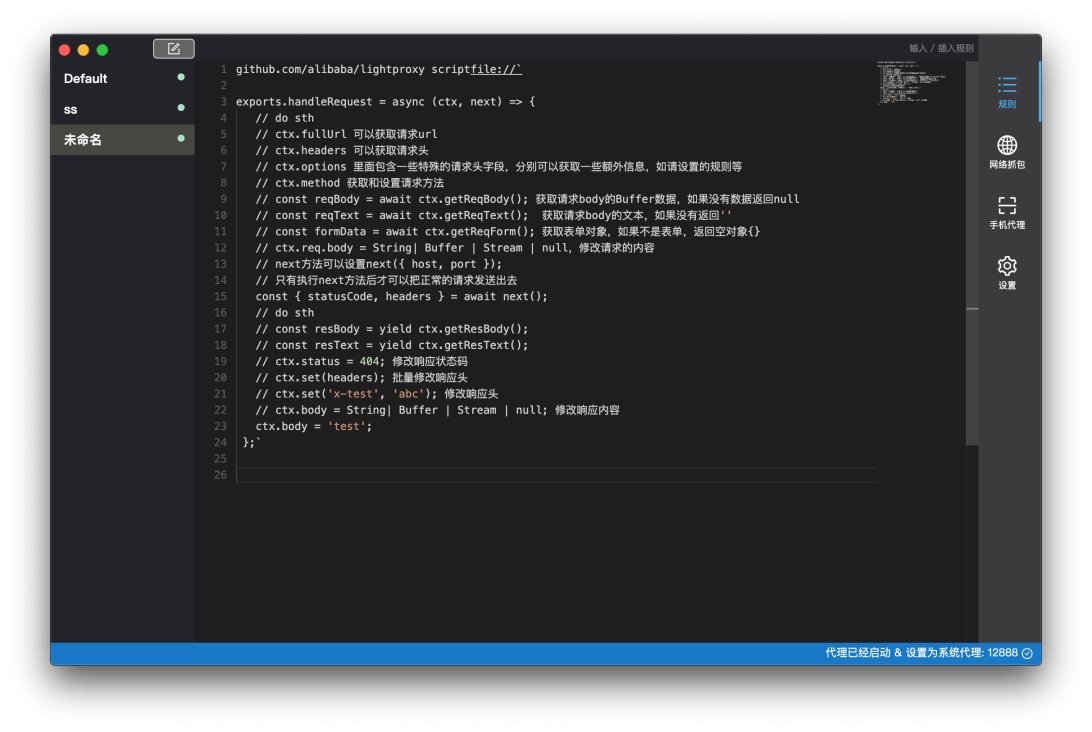 输入 / 插入规则
Default
ss
未命名
1 github.com/alibaba/lightproxy scriptfile://`
2
3 exports.handleRequest = async (ctx, next) => {
4 // do sth
5 // ctx.fullUrl 可以获取请求url
6 // ctx.headers 可以获取请求头
7 // ctx.options 里面包含一些特殊的请求头字段，分别可以获取一些额外信息，如请设置的规则等
8 // ctx.method 获取和设置请求方法
9 // const reqBody = await ctx.getReqBody(); 获取请求body的Buffer数据，如果没有数据返回null
10 // const reqText = await ctx.getReqText();  获取请求body的文本，如果没有返回''
11 // const formData = await ctx.getReqForm(); 获取表单对象，如果不是表单，返回空对象{}
12 // ctx.req.body = String| Buffer | Stream | null，修改请求的内容
13 // next方法可以设置next({ host, port });
14 // 只有执行next方法后才可以把正常的请求发送出去
15 const { statusCode, headers } = await next();
16 // do sth
17 // const resBody = yield ctx.getResBody();
18 // const resText = yield ctx.getResText();
19 // ctx.status = 404; 修改响应状态码
20 // ctx.set(headers); 批量修改响应头
21 // ctx.set('x-test', 'abc'); 修改响应头
22 // ctx.body = String| Buffer | Stream | null; 修改响应内容
23 ctx.body = 'test';
24 };`
25
26
规则
网络抓包
手机代理
设置
代理已经启动 & 设置为系统代理: 12888